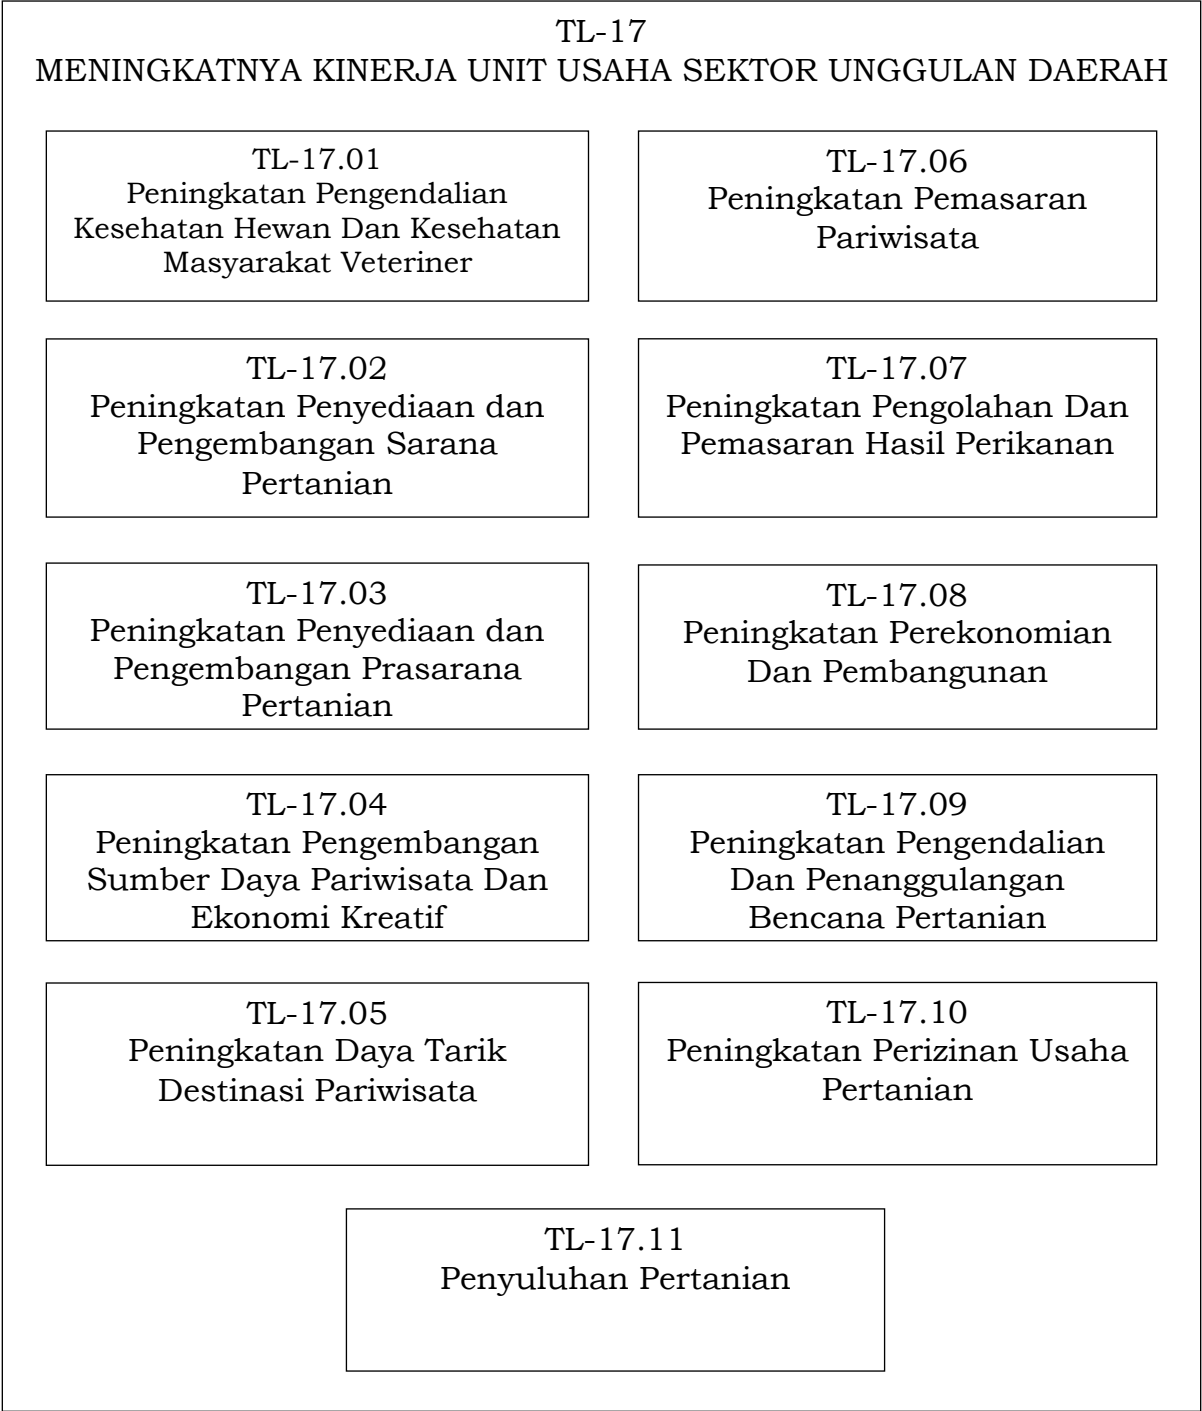 TL-17
MENINGKATNYA KINERJA UNIT USAHA SEKTOR UNGGULAN DAERAH
TL-17.01
Peningkatan Pengendalian
Kesehatan Hewan Dan Kesehatan
Masyarakat Veteriner
TL-17.02
Peningkatan Penyediaan dan
Pengembangan Sarana
Pertanian
TL-17.03
Peningkatan Penyediaan dan
Pengembangan Prasarana
Pertanian
TL-17.04
Peningkatan Pengembangan
Sumber Daya Pariwisata Dan
Ekonomi Kreatif
TL-17.05
Peningkatan Daya Tarik
Destinasi Pariwisata
TL-17.06
Peningkatan Pemasaran
Pariwisata
TL-17.07
Peningkatan Pengolahan Dan
Pemasaran Hasil Perikanan
TL-17.08
Peningkatan Perekonomian
Dan Pembangunan
TL-17.09
Peningkatan Pengendalian
Dan Penanggulangan
Bencana Pertanian
TL-17.10
Peningkatan Perizinan Usaha
Pertanian
TL-17.11
Penyuluhan Pertanian